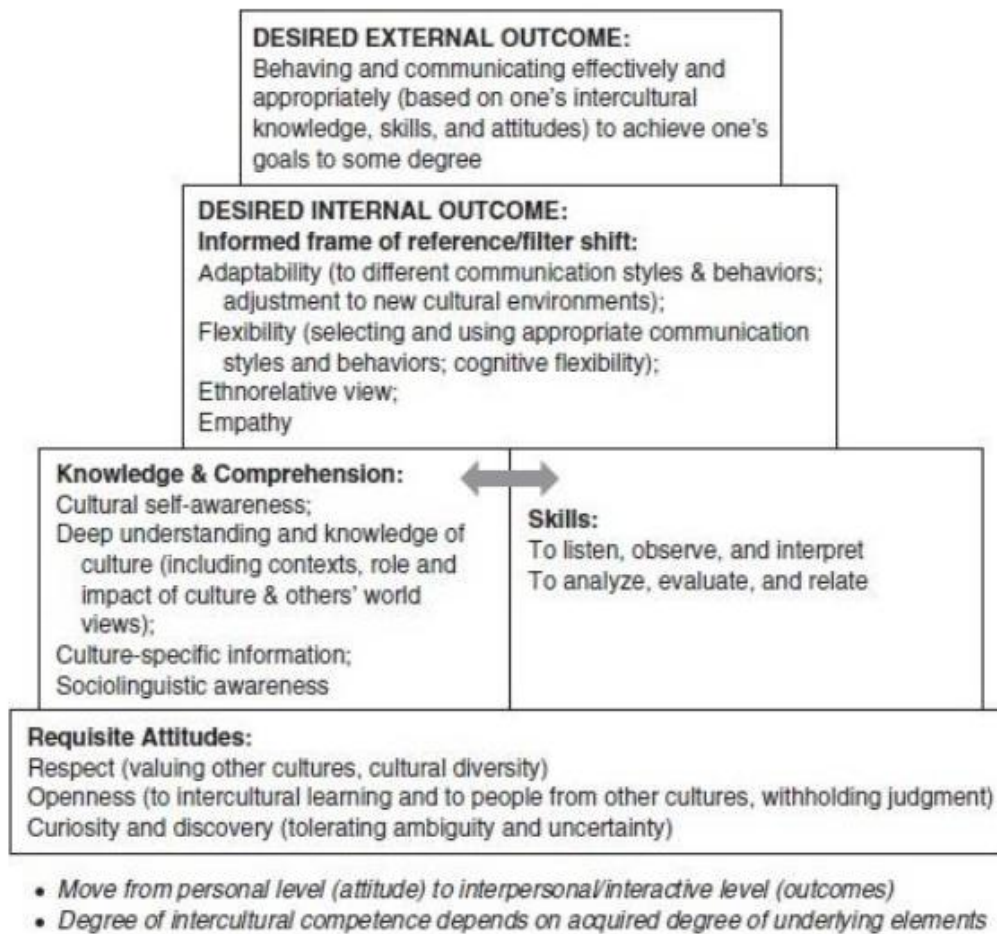 DESIRED EXTERNAL OUTCOME:
Behaving and communicating effectively and
appropriately (based on one's intercultural
knowledge, skills, and attitudes) to achieve one's
goals to some degree
DESIRED INTERNAL OUTCOME:
Informed frame of reference/filter shift:
Adaptability (to different communication styles & behaviors;
adjustment to new cultural environments);
Flexibility (selecting and using appropriate communication
styles and behaviors; cognitive flexibility);
Ethnorelative view;
Empathy
Knowledge & Comprehension:
Cultural self-awareness;
Deep understanding and knowledge of
culture (including contexts, role and
impact of culture & others' world
views);
Culture-specific information;
Sociolinguistic awareness
Skills:
To listen, observe, and interpret
To analyze, evaluate, and relate
Requisite Attitudes:
Respect (valuing other cultures, cultural diversity)
Openness (to intercultural learning and to people from other cultures, withholding judgment)
Curiosity and discovery (tolerating ambiguity and uncertainty)
• Move from personal level (attitude) to interpersonal/interactive level (outcomes)
• Degree of intercultural competence depends on acquired degree of underlying elements